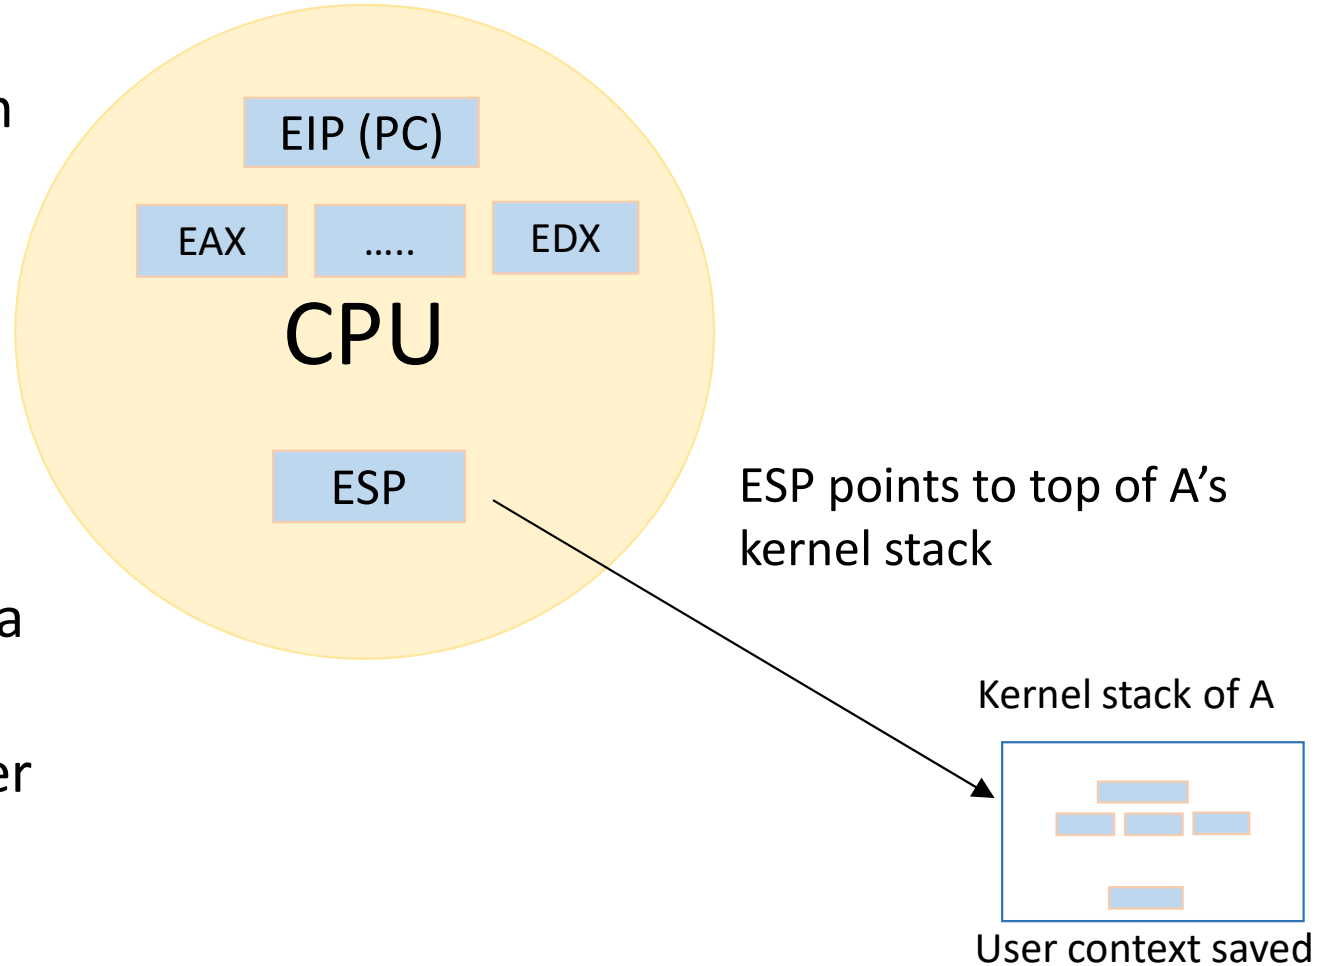 EIP (PC)
EAX
.....
EDX
CPU
ESP
ESP points to top of A’s
kernel stack
a
Kernel stack of A
er
User context saved